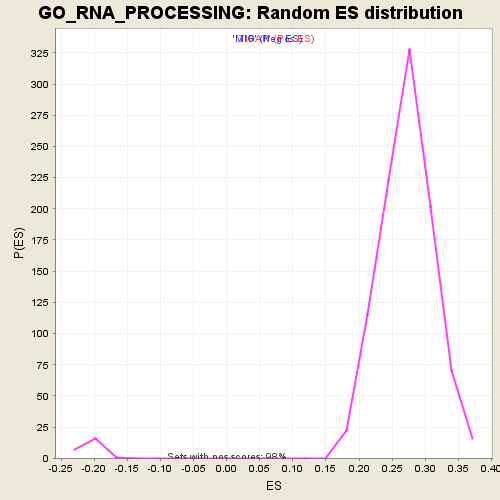 GO_RNA_PROCESSING: Random ES distribution
(Pos ES)
P(ES)
325
300
275
250
225
200
175
150
125
100
75
50
25
0
Sets with pos scores: 98%
-0.25 -0.20 -0.15 -0.10 -0.05 0.00 0.05 0.10 0.15 0.20 0.25 0.30 0.35 0.40
ES